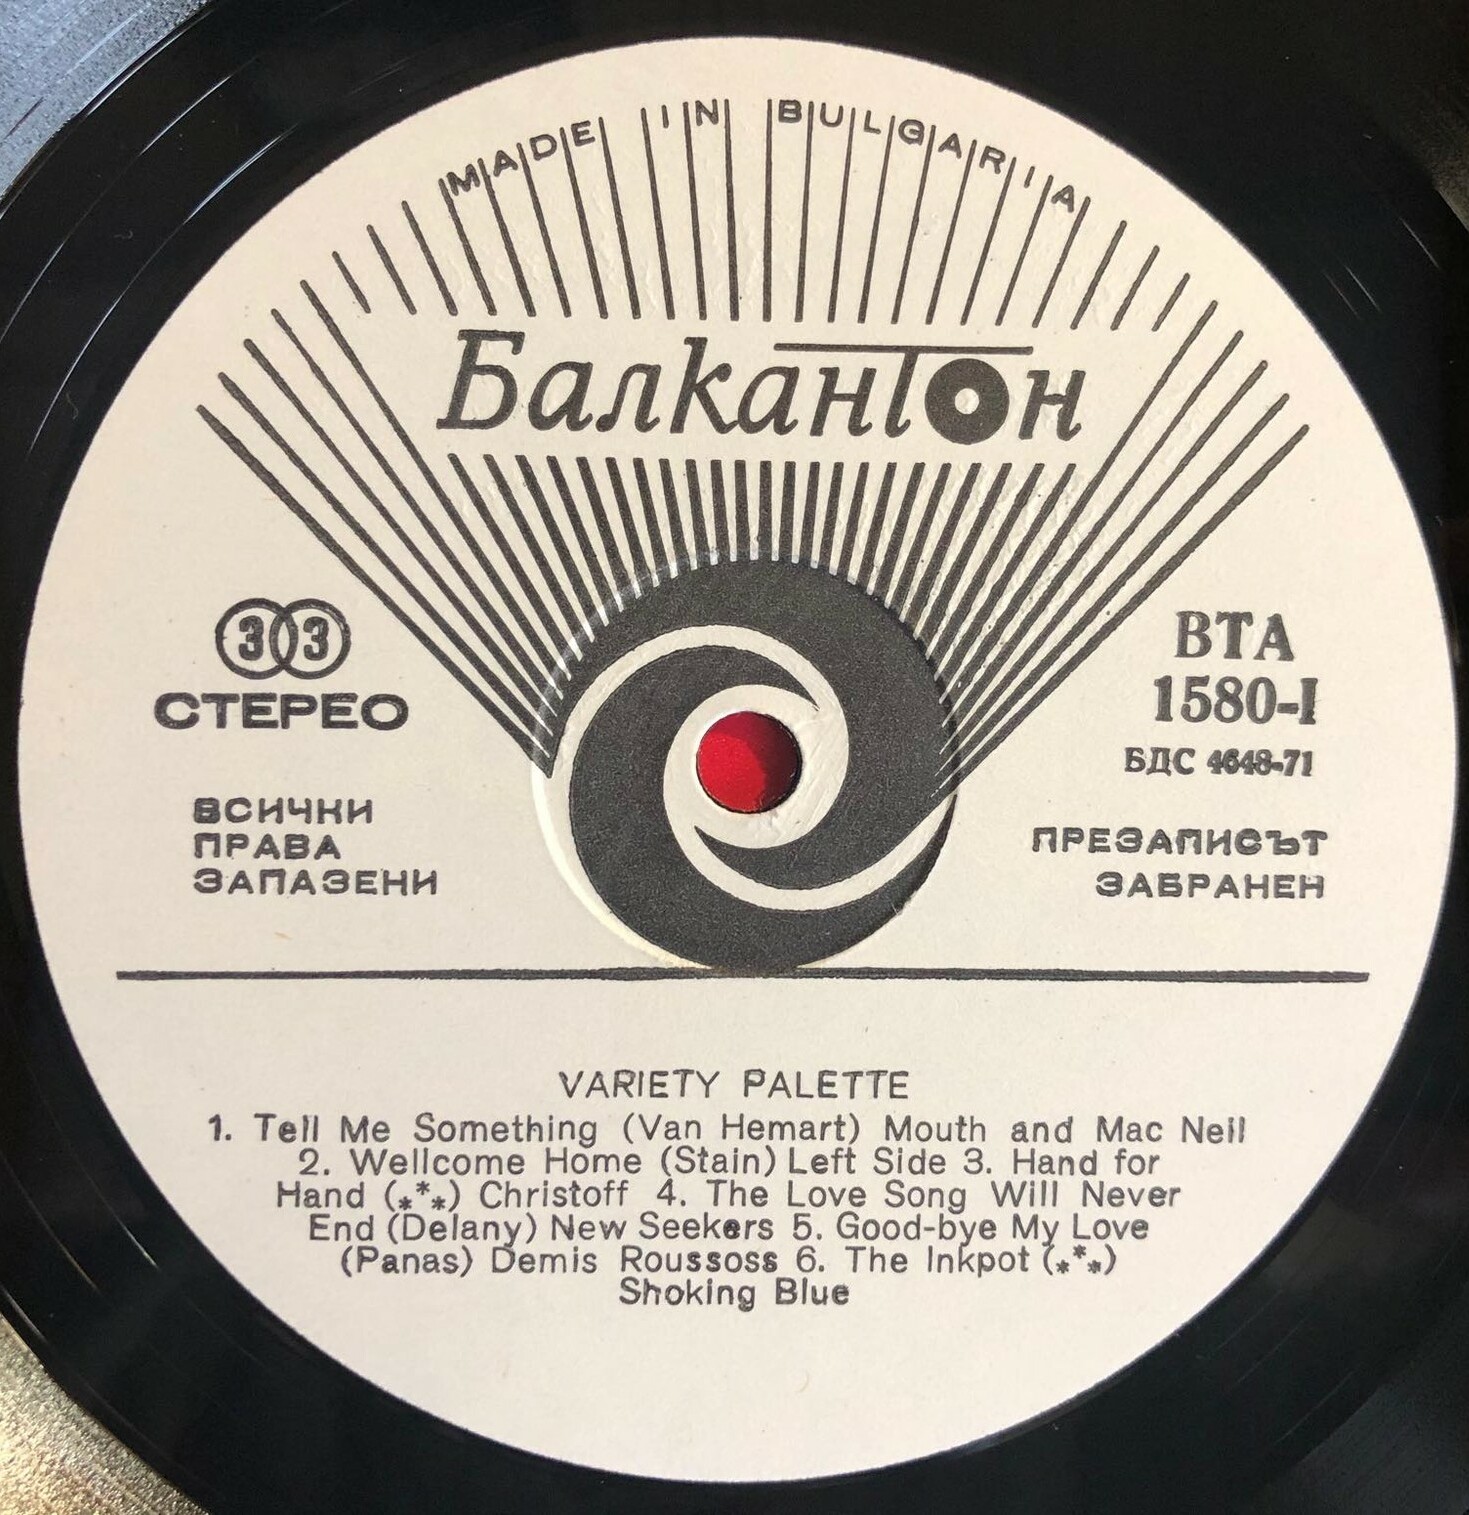 MADE IN BULGARIA
Балкантон
33
СТЕРЕО
ВСИЧКИ
ПРАВА
ЗАПАЗЕНИ
ВТА
1580-I
БДС 4648-71
ПРЕЗАПИСЪТ
ЗАБРАНЕН
VARIETY PALETTE
1. Tell Me Something (Van Hemart) Mouth and Mac Neil
2. Wellcome Home (Stain) Left Side 3. Hand for
Hand (***) Christoff 4. The Love Song Will Never
End (Delany) New Seekers 5. Good-bye My Love
(Panas) Demis Roussoss 6. The Inkpot (***)
Shoking Blue